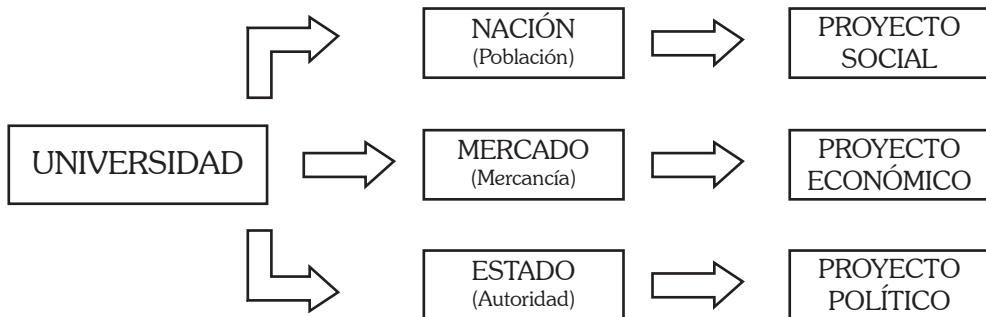 NACIÓN
(Población)
PROYECTO
SOCIAL
UNIVERSIDAD
MERCADO
(Mercancía)
PROYECTO
ECONÓMICO
ESTADO
(Autoridad)
PROYECTO
POLÍTICO